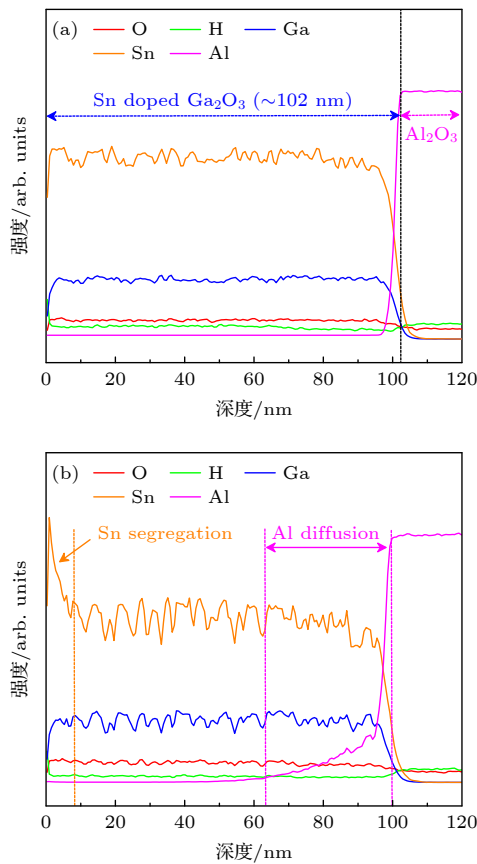 (a)
O H Ga
Sn Al
Sn doped Ga₂O₃ (~102 nm)
Al₂O₃
强度/arb. units
0 20 40 60 80 100 120
深度/nm
(b)
O H Ga
Sn Al
Sn segregation
Al diffusion
强度/arb. units
0 20 40 60 80 100 120
深度/nm